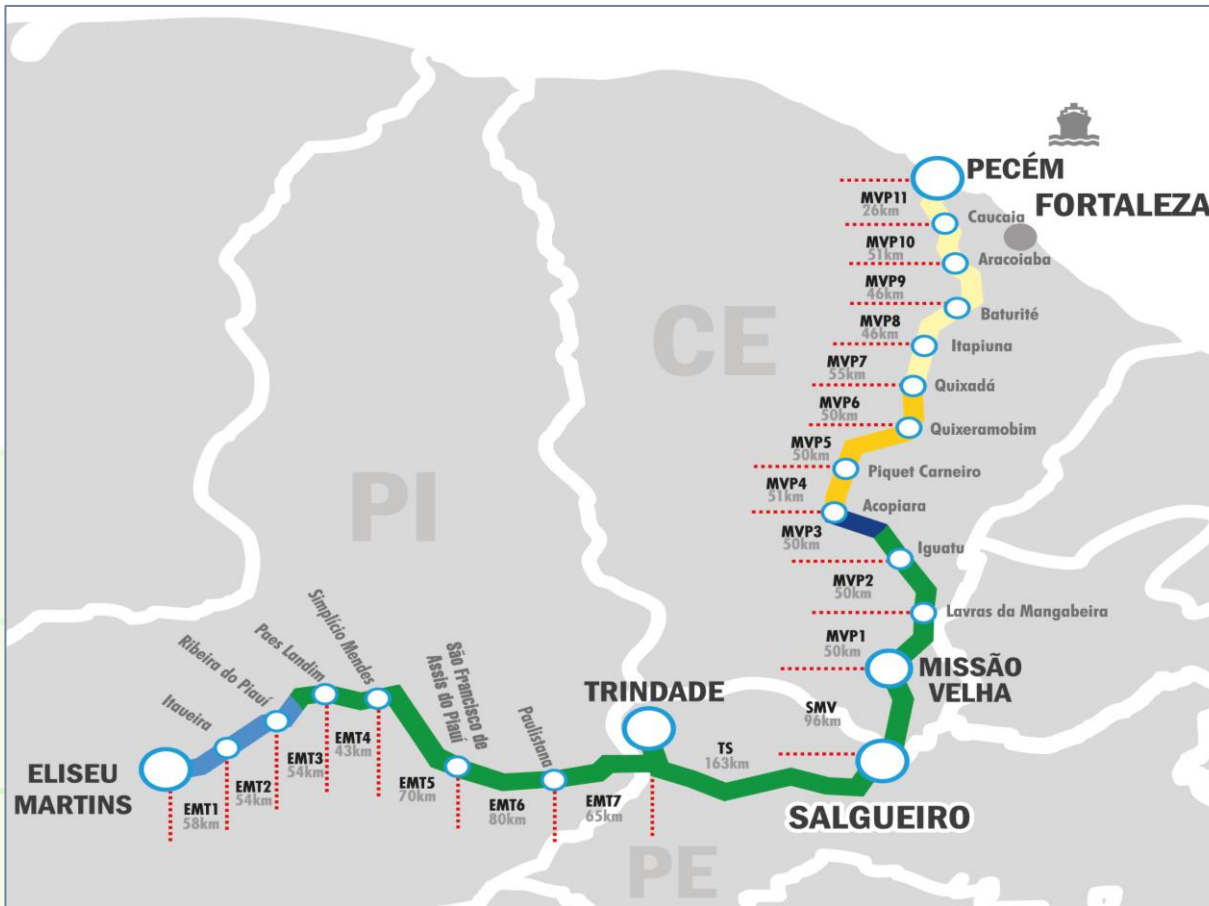 PECÉM
FORTALEZA
MVP11
26km
Caucaia
MVP10
51km
Aracoiaba
MVP9
46km
Baturité
MVP8
46km
Itapiuna
MVP7
55km
Quixadá
MVP6
50km
Quixeramobim
MVP5
50km
Piquet Carneiro
MVP4
51km
Acopiara
MVP3
50km
Iguatu
MVP2
50km
Lavras da Mangabeira
MVP1
50km
MISSÃO
VELHA
SMV
96km
CE
PI
PE
TRINDADE
TS
163km
SALGUEIRO
ELISEU
MARTINS
Itaueira
Ribeira do Piauí
Paes Landim
Simplício Mendes
São Francisco de
Assis do Piauí
Paulistana
EMT1
58km
EMT2
54km
EMT3
54km
EMT4
43km
EMT5
70km
EMT6
80km
EMT7
65km